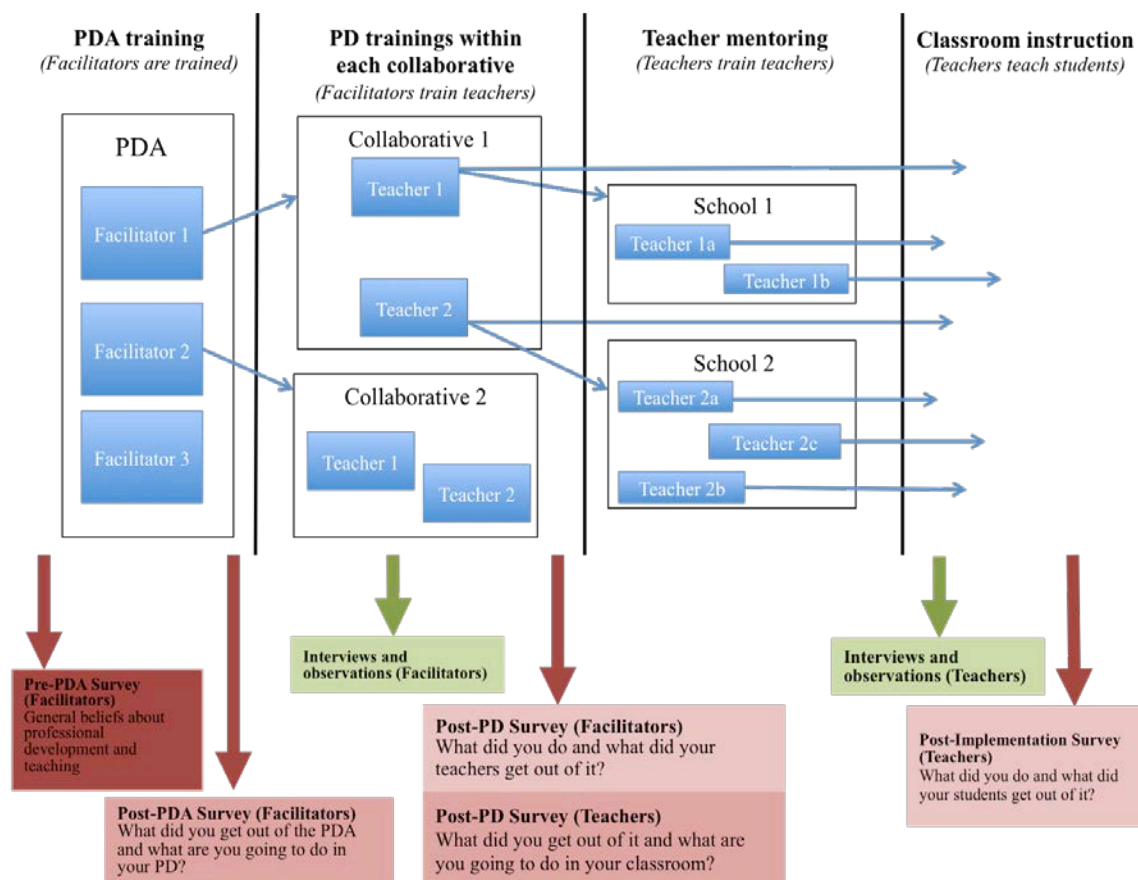 PDA training
(Facilitators are trained)
PD trainings within
each collaborative
(Facilitators train teachers)
Teacher mentoring
(Teachers train teachers)
Classroom instruction
(Teachers teach students)
PDA
Facilitator 1
Facilitator 2
Facilitator 3
Collaborative 1
Teacher 1
Teacher 2
Collaborative 2
Teacher 1
Teacher 2
School 1
Teacher 1a
Teacher 1b
School 2
Teacher 2a
Teacher 2c
Teacher 2b
Pre-PDA Survey
(Facilitators)
General beliefs about
professional
development and
teaching
Post-PDA Survey (Facilitators)
What did you get out of the PDA
and what are you going to do in
your PD?
Interviews and
observations (Facilitators)
Post-PD Survey (Facilitators)
What did you do and what did your
teachers get out of it?
Post-PD Survey (Teachers)
What did you get out of it and what are
you going to do in your classroom?
Interviews and
observations (Teachers)
Post-Implementation Survey
(Teachers)
What did you do and what did
your students get out of it?